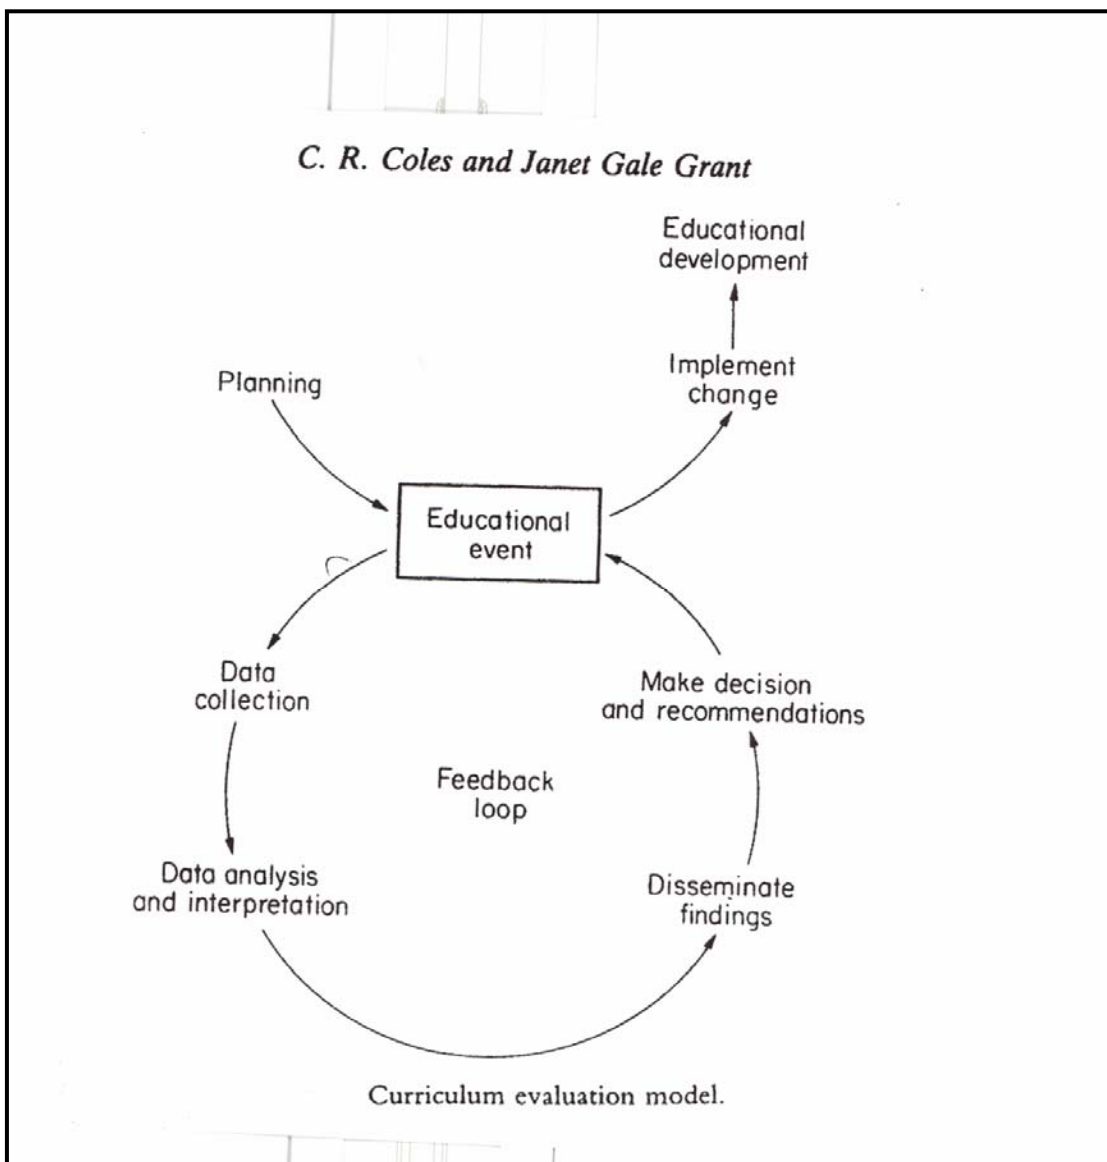 C. R. Coles and Janet Gale Grant
Educational
development
Implement
change
Planning
Educational
event
Data
collection
Make decision
and recommendations
Feedback
loop
Data analysis
and interpretation
Disseminate
findings
Curriculum evaluation model.